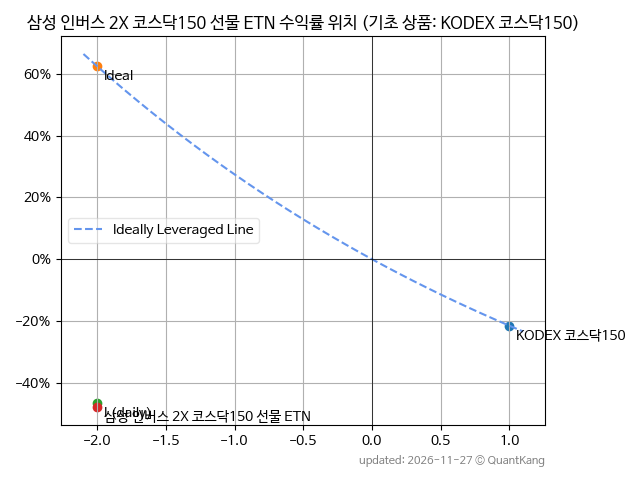 삼성 인버스 2X 코스닥150 선물 ETN 수익률 위치 (기초 상품: KODEX 코스닥150)
60%
40%
20%
0%
−20%
−40%
Ideal
Ideally Leveraged Line
KODEX 코스닥150
(daily)
삼성 인버스 2X 코스닥150 선물 ETN
−2.0 −1.5 −1.0 −0.5 0.0 0.5 1.0
updated: 2026-11-27 © QuantKang